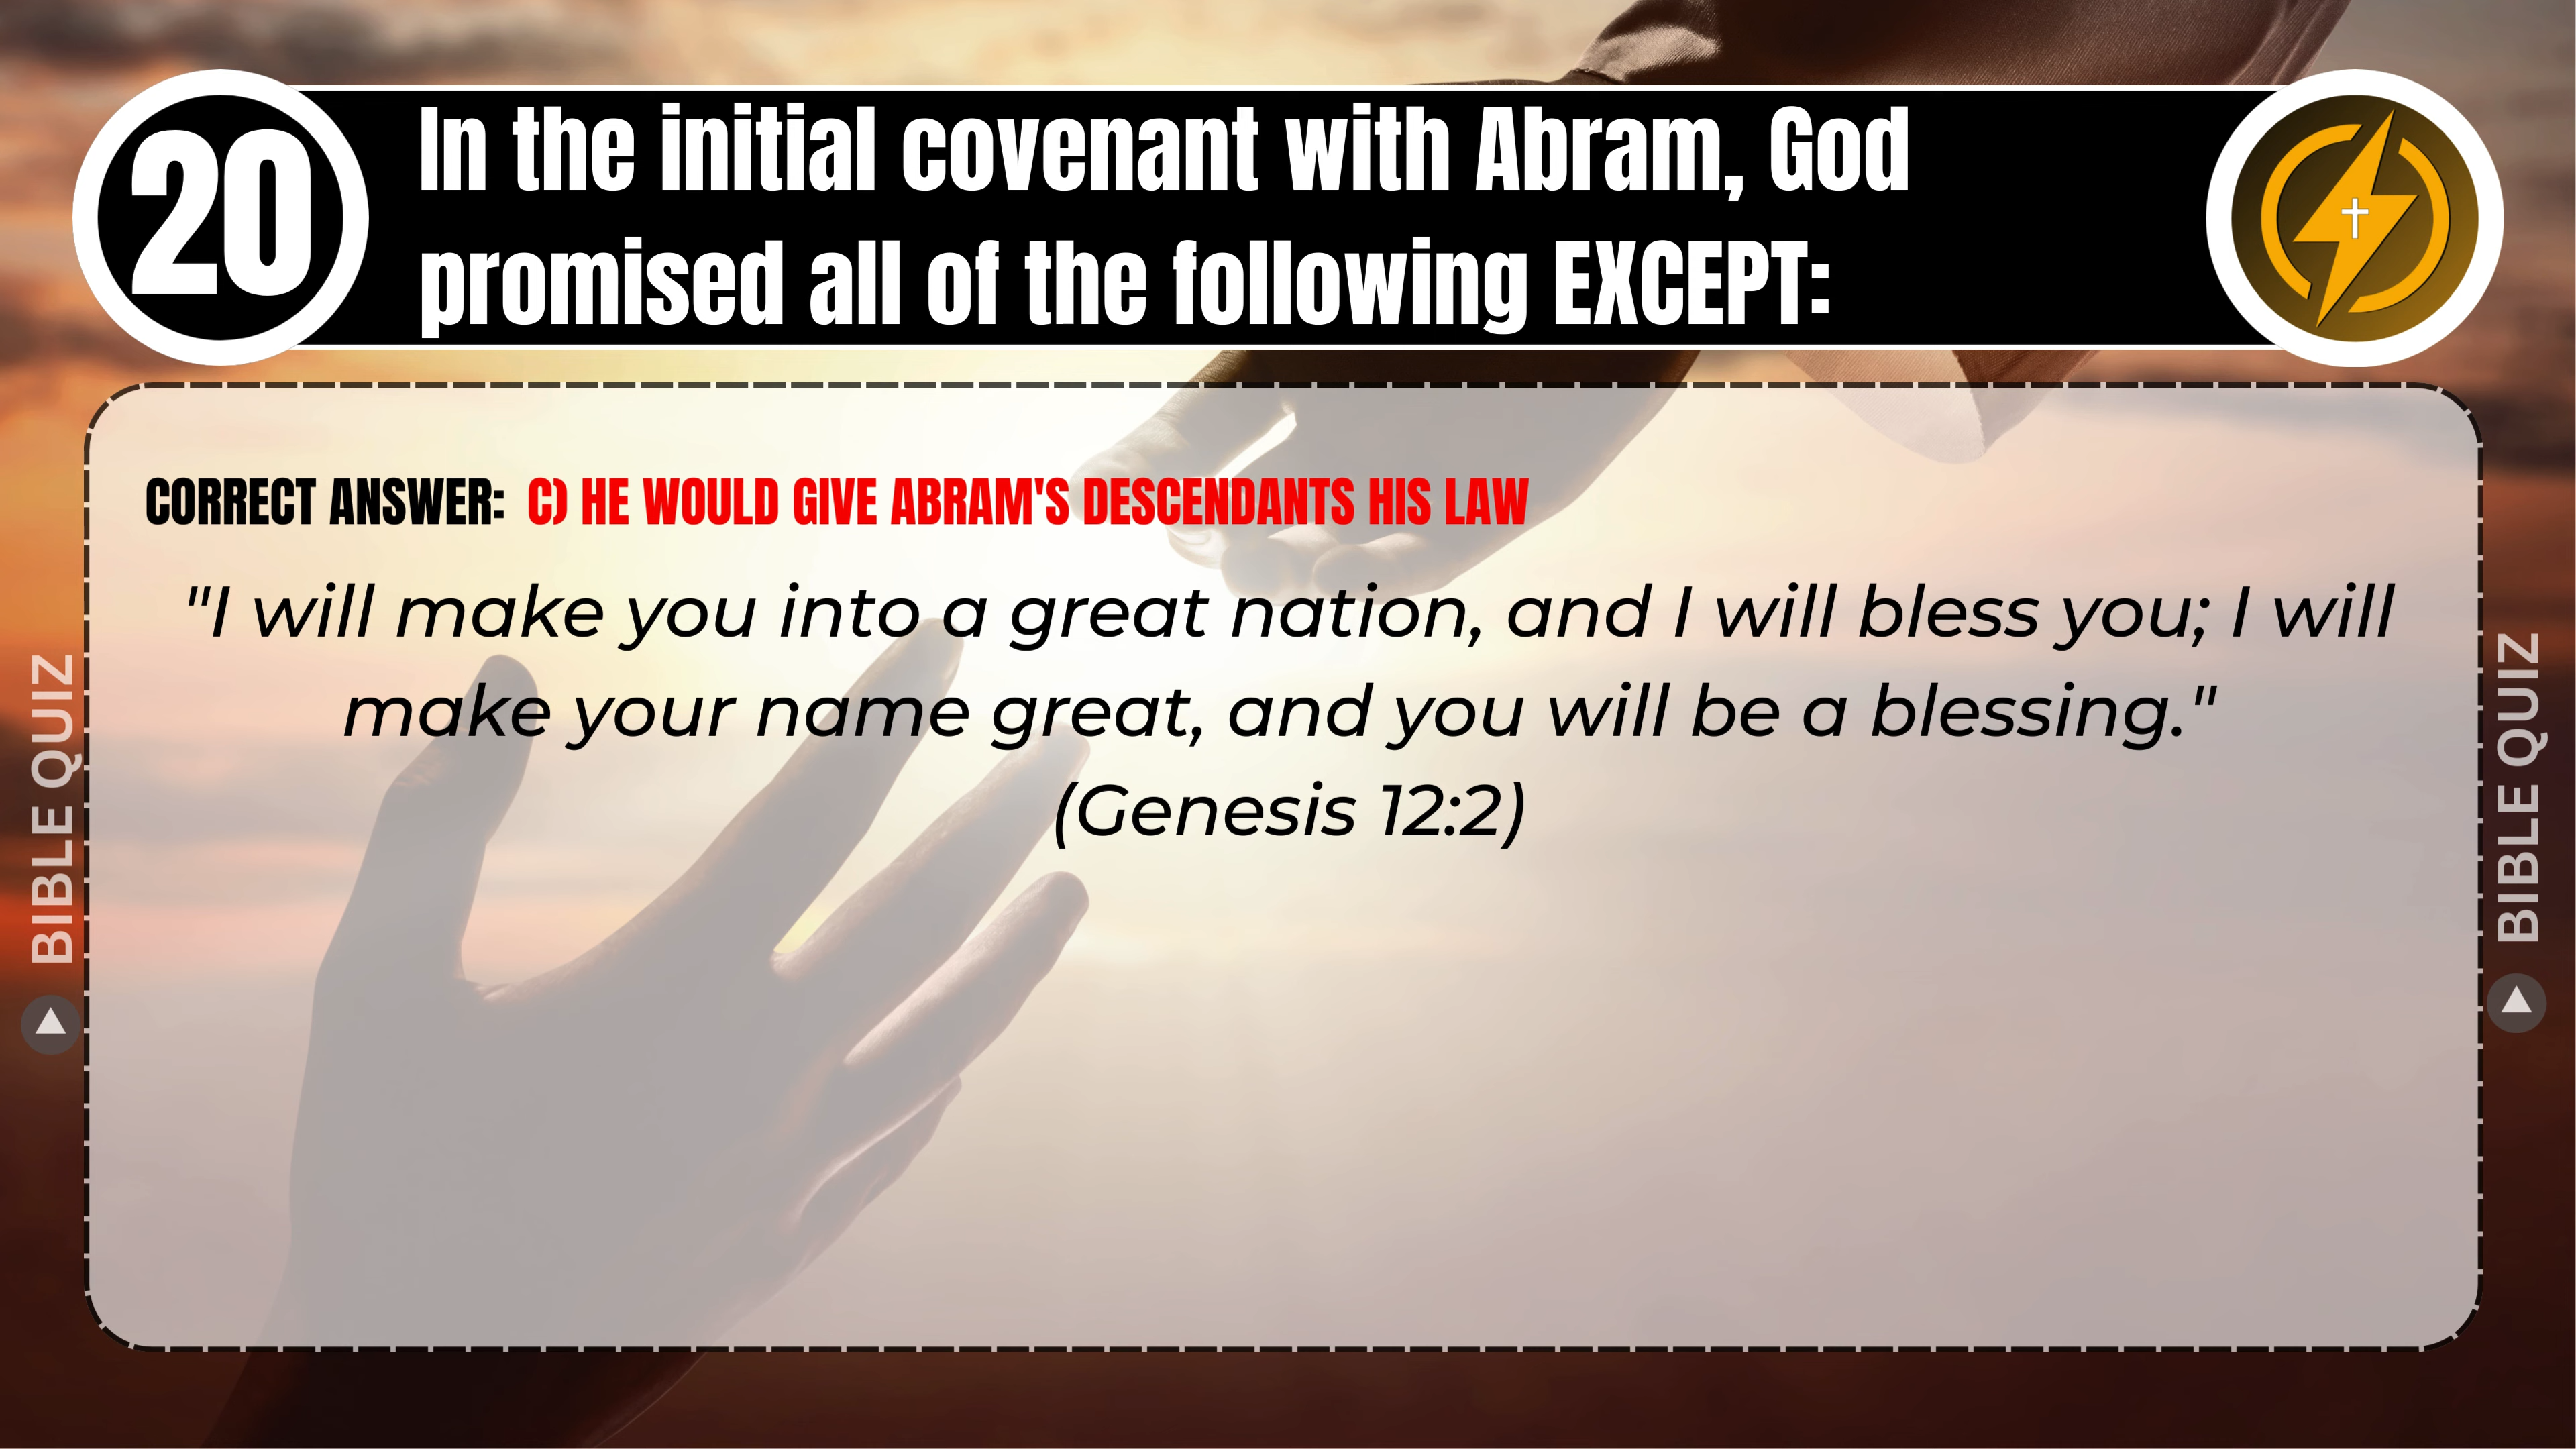 20
In the initial covenant with Abram, God
promised all of the following EXCEPT:
CORRECT ANSWER: C) HE WOULD GIVE ABRAM'S DESCENDANTS HIS LAW
"I will make you into a great nation, and I will bless you; I will
make your name great, and you will be a blessing."
(Genesis 12:2)
BIBLE QUIZ
BIBLE QUIZ